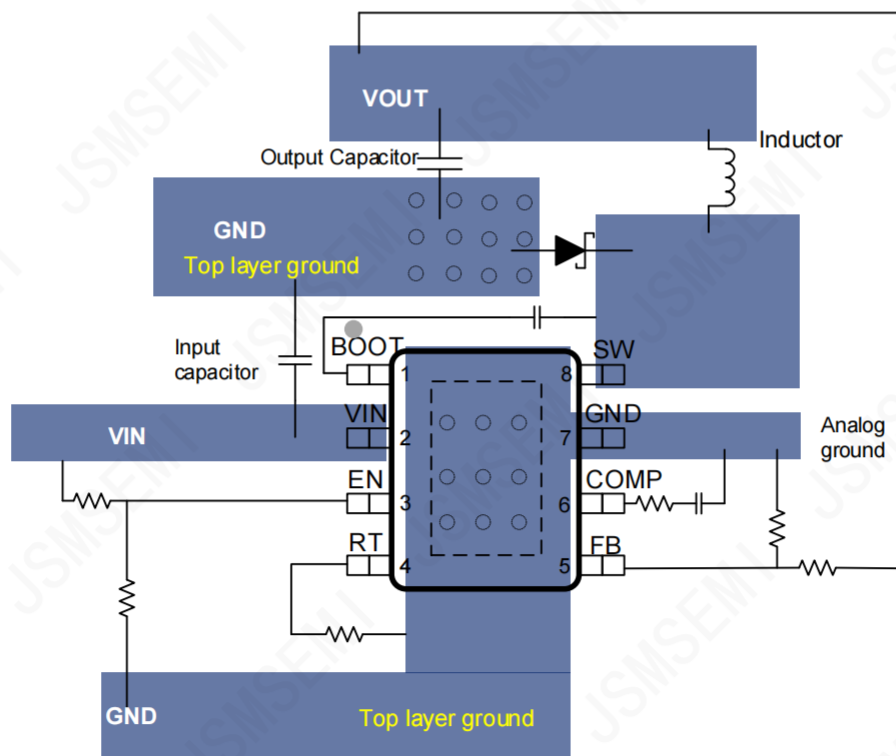 JSMSEMI
VOUT
Inductor
Output Capacitor
GND
Top layer ground
BOOT
SW
Input
capacitor
1
8
VIN
VIN
GND
2
7
Analog
ground
EN
COMP
3
6
RT
FB
4
5
GND
Top layer ground